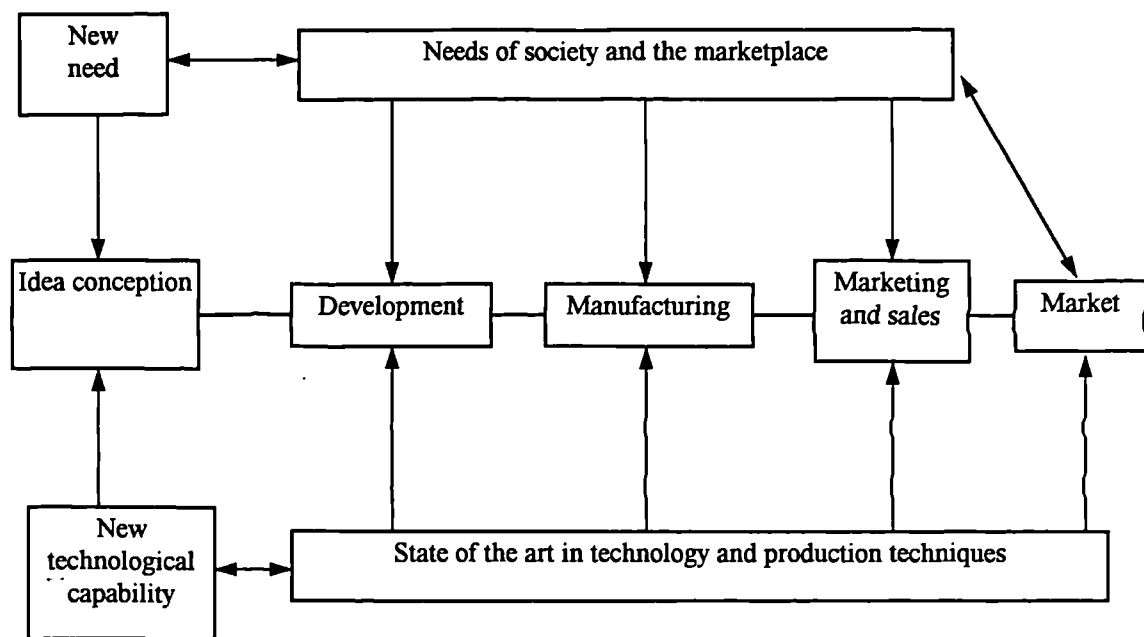 New
need
Needs of society and the marketplace
Idea conception
Development
Manufacturing
Marketing
and sales
Market
New
technological
capability
State of the art in technology and production techniques